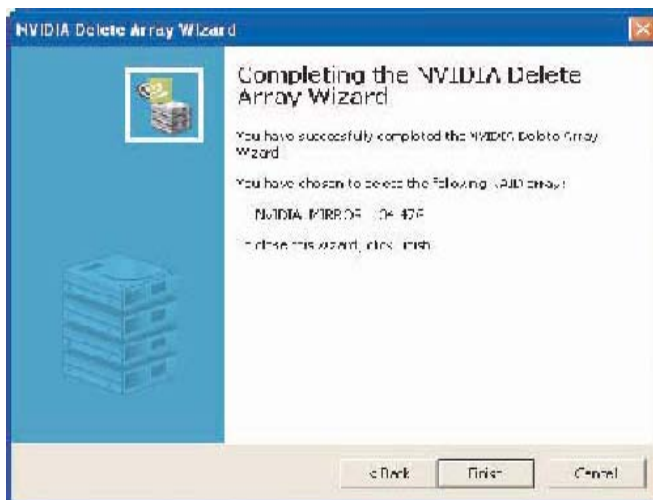 NVIDIA Delete Array Wizard
Completing the NVIDIA Delete
Array Wizard
You have successfully completed the NVIDIA Delete Array
Wizard
You have chosen to delete the following RAID array:
NVIDIA MIRROR
To close this wizard, click Finish
< Back
Finish
Cancel